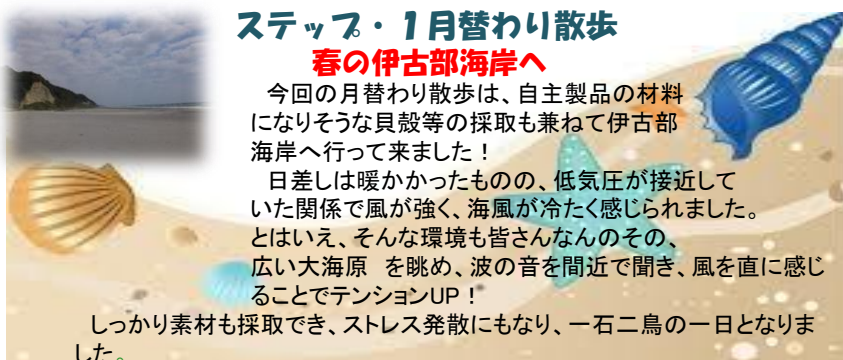 ステップ・１月替わり散歩
春の伊古部海岸へ
今回の月替わり散歩は、自主製品の材料
になりそうな貝殻等の採取も兼ねて伊古部
海岸へ行って来ました！
日差しは暖かかったものの、低気圧が接近して
いた関係で風が強く、海風が冷たく感じられました。
とはいえ、そんな環境も皆さんなんのその、
広い大海原　を眺め、波の音を間近で聞き、風を直に感じ
ることでテンションUP！
しっかり素材も採取でき、ストレス発散にもなり、一石二鳥の一日となりま
した。